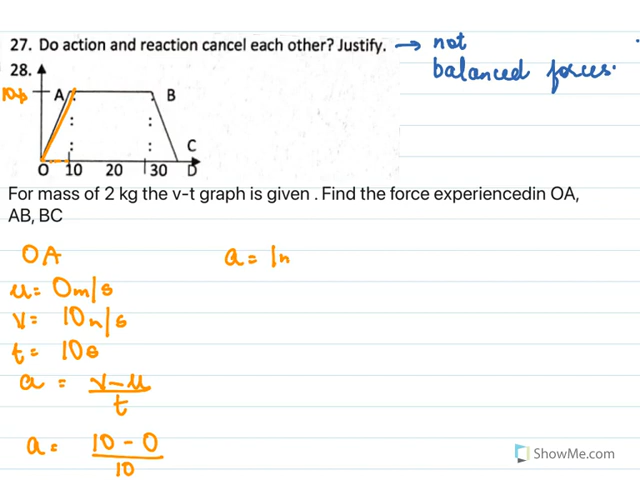 27. Do action and reaction cancel each other? Justify. → not
balanced forces.
28.
10
A B
C
O 10 20 30 D
For mass of 2 kg the v-t graph is given . Find the force experiencedin OA,
AB, BC
OA a = 1m
u = 0m/s
v = 10m/s
t = 10s
a = v-u
t
a = 10 - 0
10
ShowMe.com